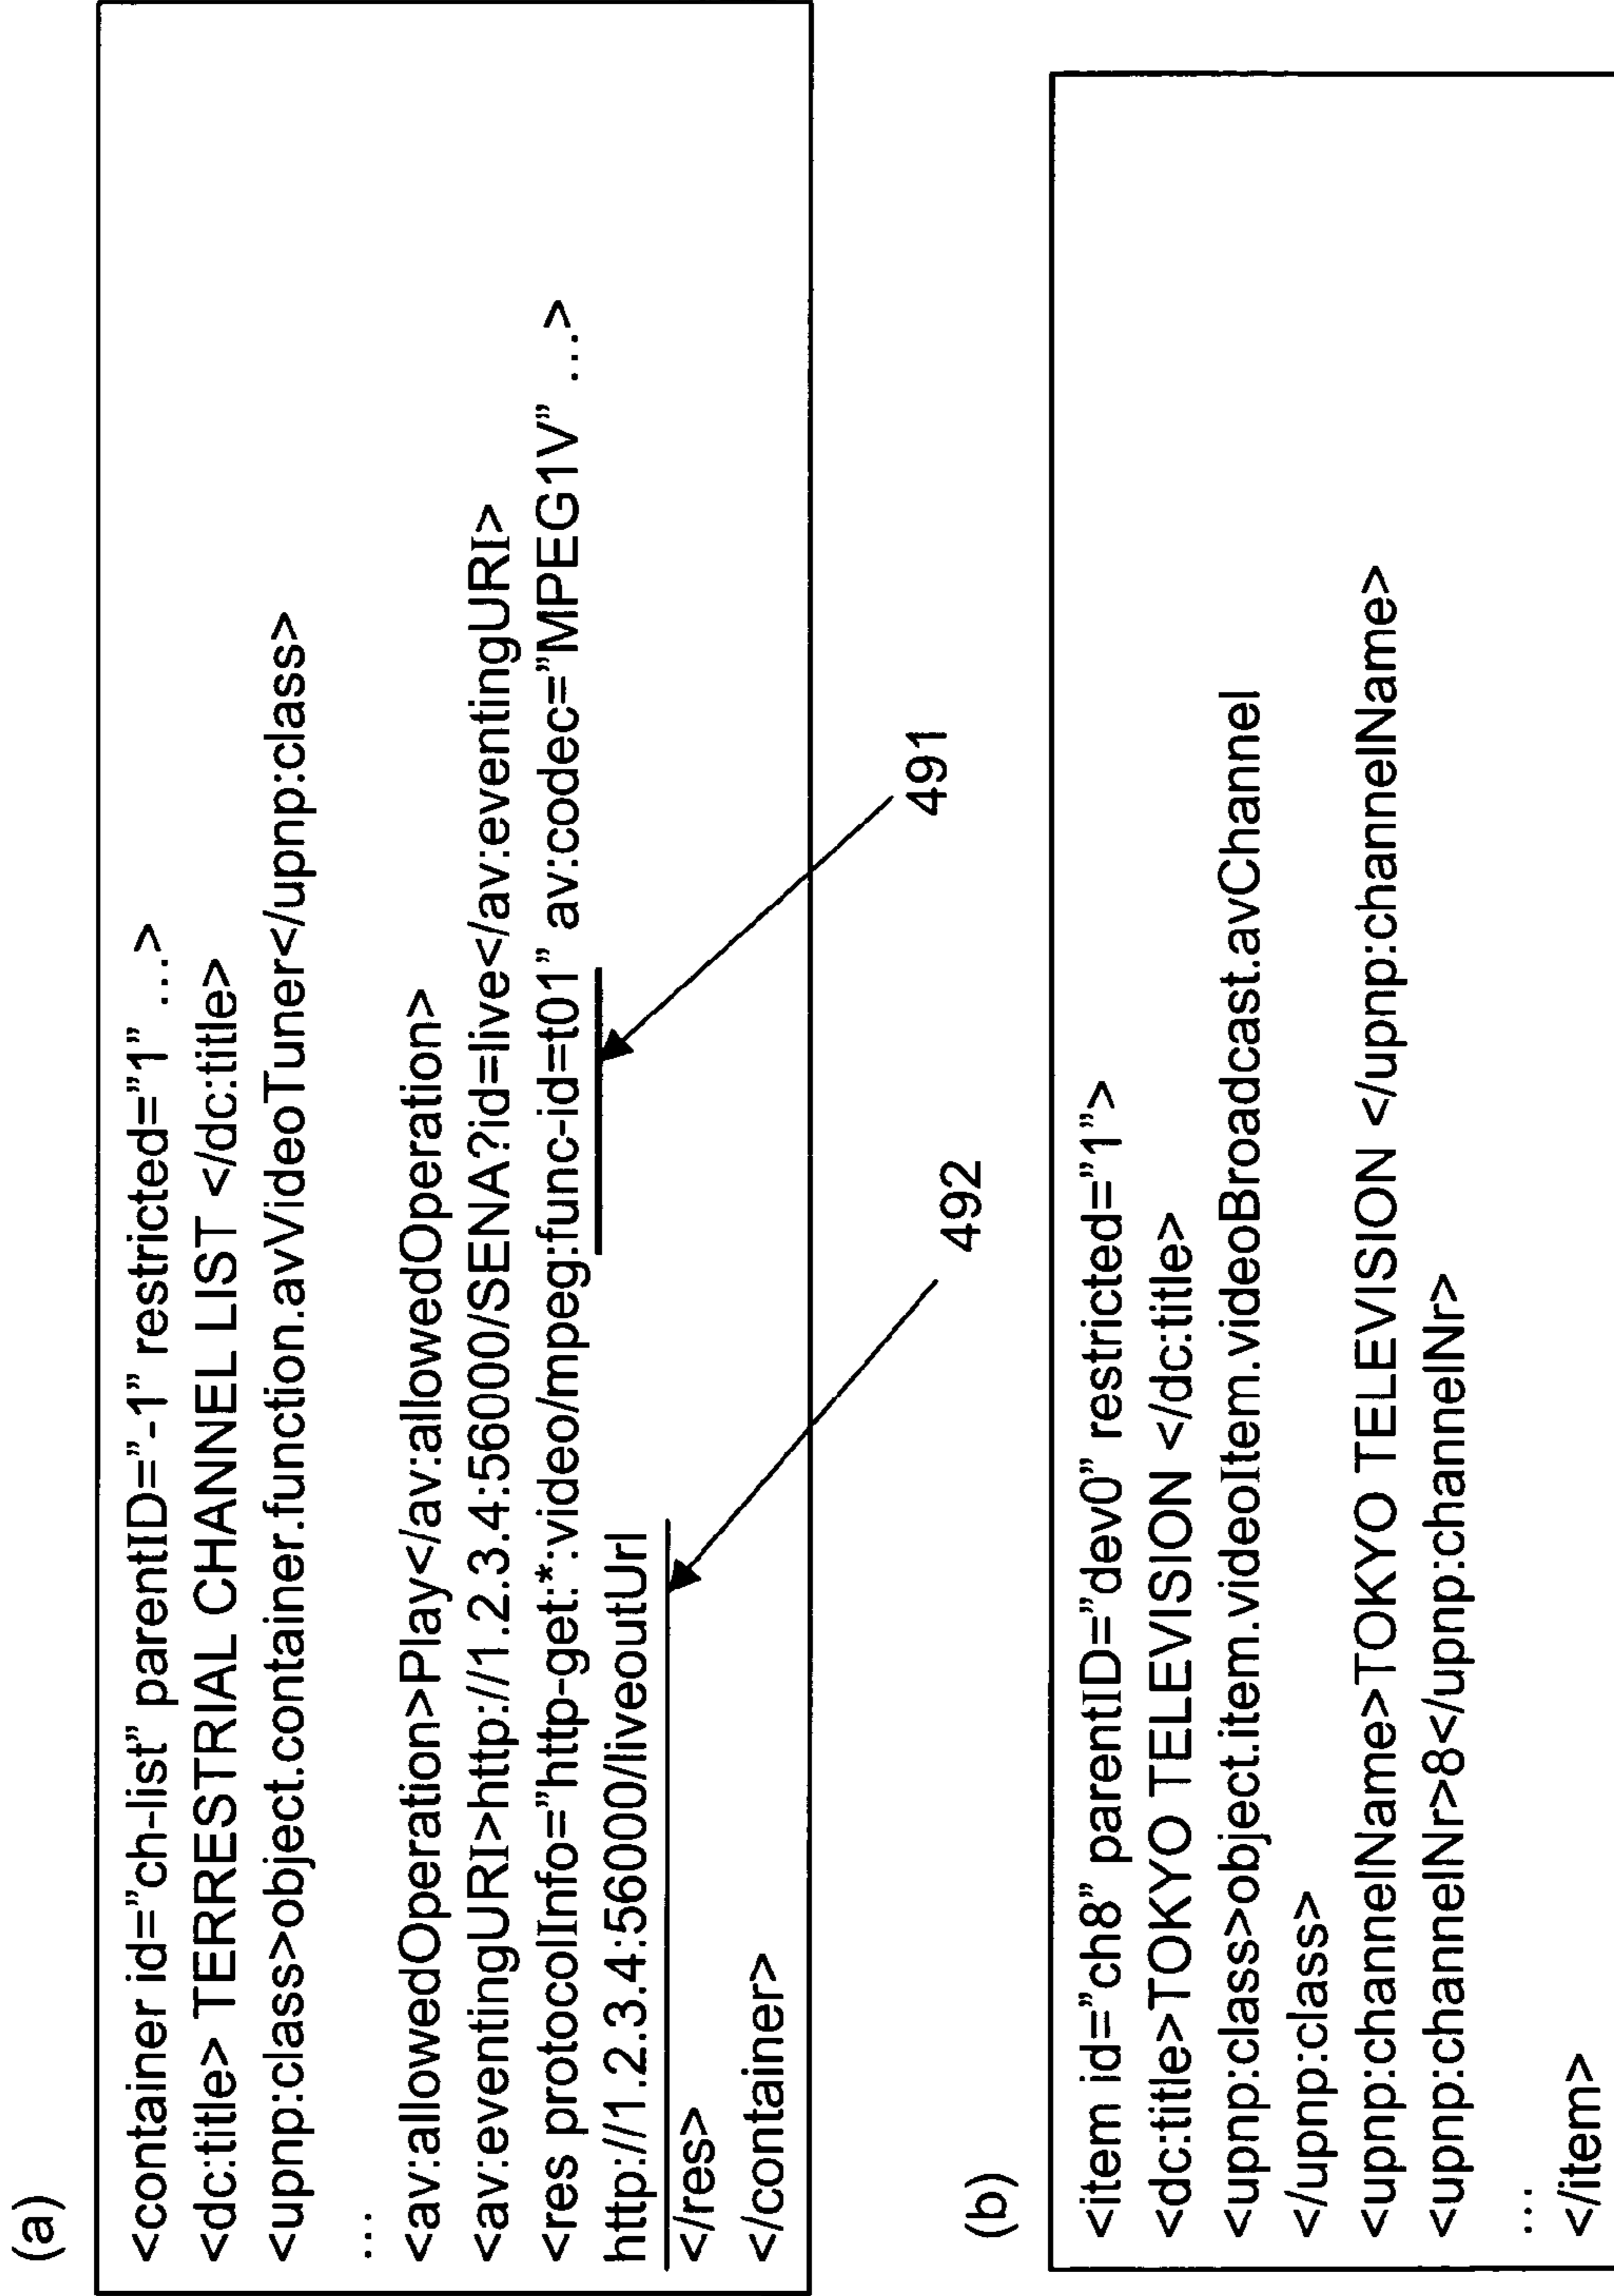 (a)
<container id=”ch-list” parentID=”-1” restricted=”1” ...>
<dc:title> TERRESTRIAL CHANNEL LIST </dc:title>
<upnp:class>object.container.function.avVideoTuner</upnp:class>
...
<av:allowedOperation>Play</av:allowedOperation>
<av:eventingURI>http://1.2.3.4:56000/SENA?id=live</av:eventingURI>
<res protocolInfo=”http-get:*:video/mpeg:func-id=t01” av:codec=”MPEG1V” ...>
http://1.2.3.4:56000/liveoutUrl
</res>
</container>
491
492
(b)
<item id=”ch8” parentID=”dev0” restricted=”1”>
<dc:title>TOKYO TELEVISION </dc:title>
<upnp:class>object.item.videoItem.videoBroadcast.avChannel
</upnp:class>
<upnp:channelName>TOKYO TELEVISION </upnp:channelName>
<upnp:channelNr>8</upnp:channelNr>
...
</item>